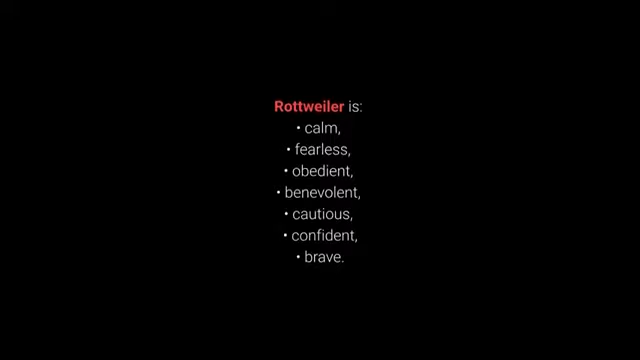 Rottweiler is:
• calm,
• fearless,
• obedient,
• benevolent,
• cautious,
• confident,
• brave.